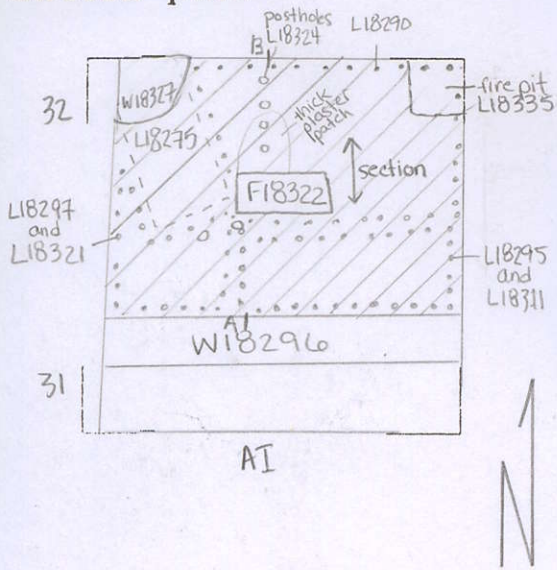 postholes
L18324
L18290
B
32
W18327
L18275
thick
plaster
patch
fire pit
L18335
section
F18322
L18297
and
L18321
L18295
and
L18311
A
W18296
31
AI
N